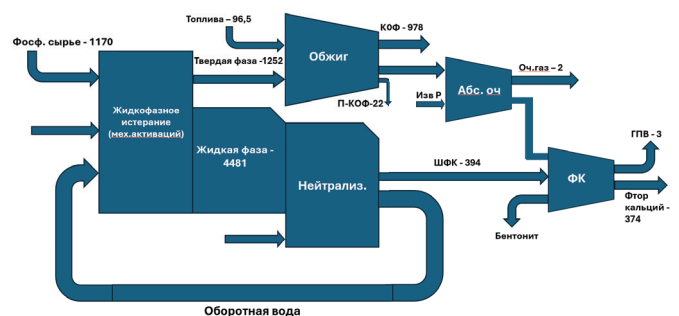 Топлива – 96,5
КОФ - 978
Фосф. сырье - 1170
Обжиг
Твердая фаза -1252
Оч.газ – 2
Абс. оч
Изв Р
П-КОФ-22
Жидкофазное
истерание
(мех.активаций)
Жидкая фаза -
4481
ГПВ - 3
ШФК - 394
ФК
Нейтрализ.
Фтор
кальций -
374
Бентонит
Оборотная вода